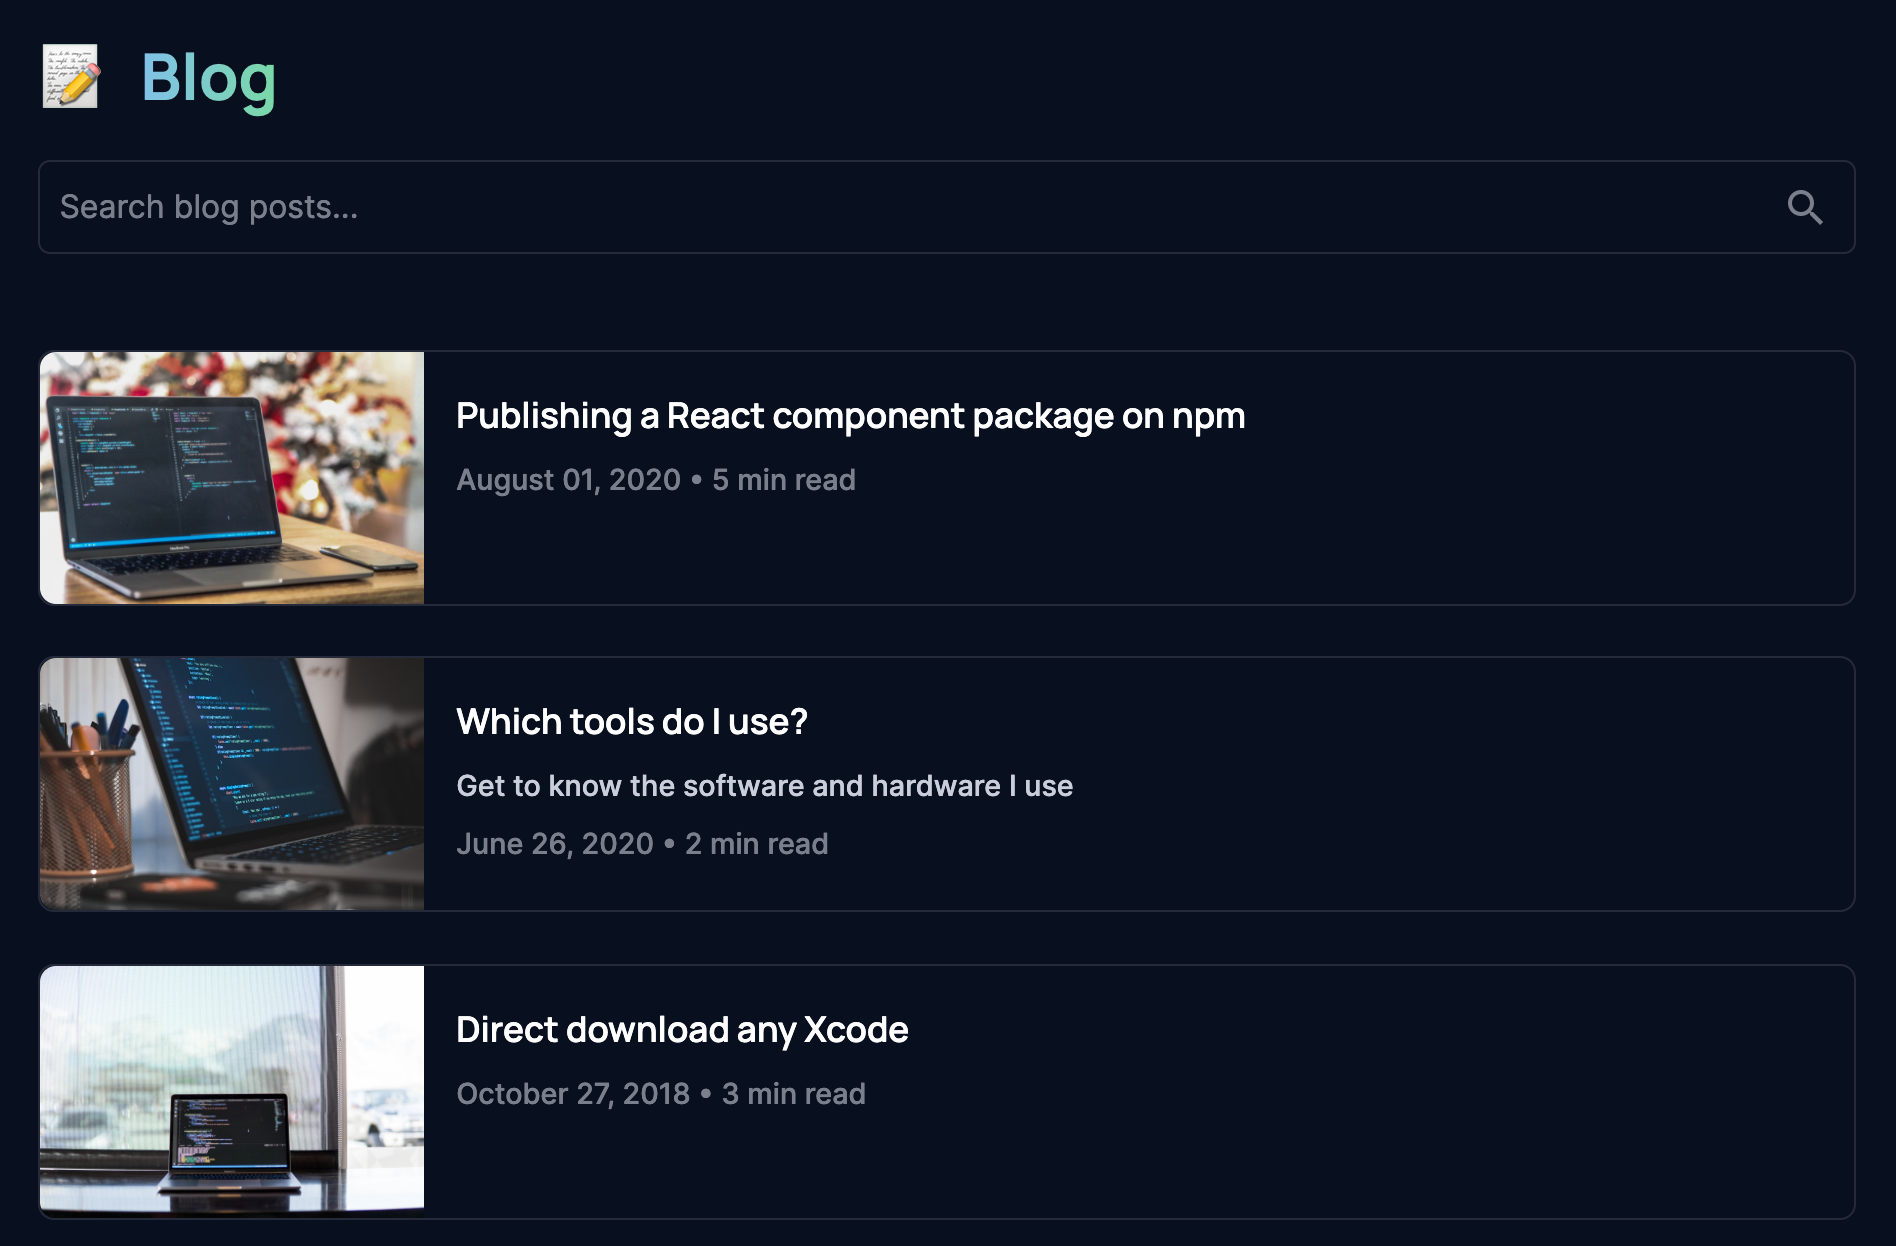 Blog
Search blog posts...
Publishing a React component package on npm
August 01, 2020 • 5 min read
Which tools do I use?
Get to know the software and hardware I use
June 26, 2020 • 2 min read
Direct download any Xcode
October 27, 2018 • 3 min read